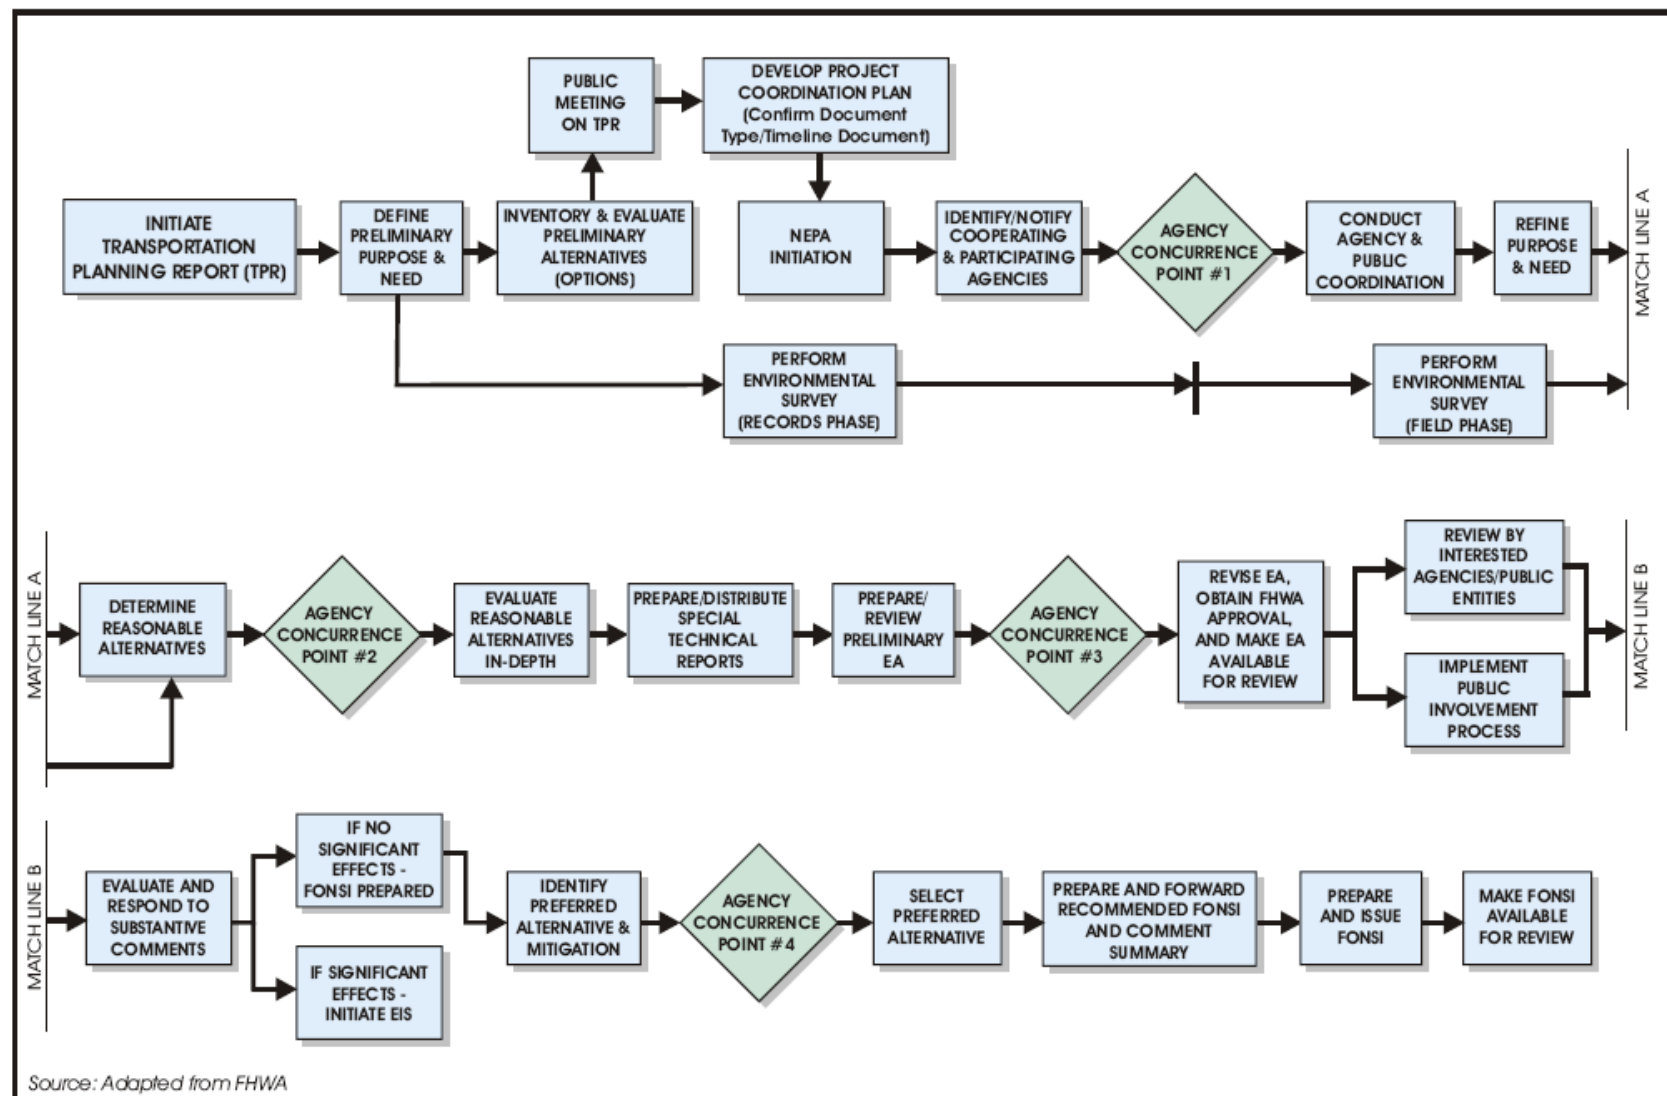 PUBLIC
MEETING
ON TPR
DEVELOP PROJECT
COORDINATION PLAN
(Confirm Document
Type/Timeline Document)
INITIATE
TRANSPORTATION
PLANNING REPORT (TPR)
DEFINE
PRELIMINARY
PURPOSE &
NEED
INVENTORY & EVALUATE
PRELIMINARY
ALTERNATIVES
(OPTIONS)
NEPA
INITIATION
IDENTIFY/NOTIFY
COOPERATING
& PARTICIPATING
AGENCIES
AGENCY
CONCURRENCE
POINT #1
CONDUCT
AGENCY &
PUBLIC
COORDINATION
REFINE
PURPOSE
& NEED
MATCH LINE A
PERFORM
ENVIRONMENTAL
SURVEY
(RECORDS PHASE)
PERFORM
ENVIRONMENTAL
SURVEY
(FIELD PHASE)
MATCH LINE A
DETERMINE
REASONABLE
ALTERNATIVES
AGENCY
CONCURRENCE
POINT #2
EVALUATE
REASONABLE
ALTERNATIVES
IN-DEPTH
PREPARE/DISTRIBUTE
SPECIAL
TECHNICAL
REPORTS
PREPARE/
REVIEW
PRELIMINARY
EA
AGENCY
CONCURRENCE
POINT #3
REVISE EA,
OBTAIN FHWA
APPROVAL,
AND MAKE EA
AVAILABLE
FOR REVIEW
REVIEW BY
INTERESTED
AGENCIES/PUBLIC
ENTITIES
IMPLEMENT
PUBLIC
INVOLVEMENT
PROCESS
MATCH LINE B
MATCH LINE B
EVALUATE AND
RESPOND TO
SUBSTANTIVE
COMMENTS
IF NO
SIGNIFICANT
EFFECTS -
FONSI PREPARED
IF SIGNIFICANT
EFFECTS -
INITIATE EIS
IDENTIFY
PREFERRED
ALTERNATIVE &
MITIGATION
AGENCY
CONCURRENCE
POINT #4
SELECT
PREFERRED
ALTERNATIVE
PREPARE AND FORWARD
RECOMMENDED FONSI
AND COMMENT
SUMMARY
PREPARE
AND ISSUE
FONSI
MAKE FONSI
AVAILABLE
FOR REVIEW
Source: Adapted from FHWA